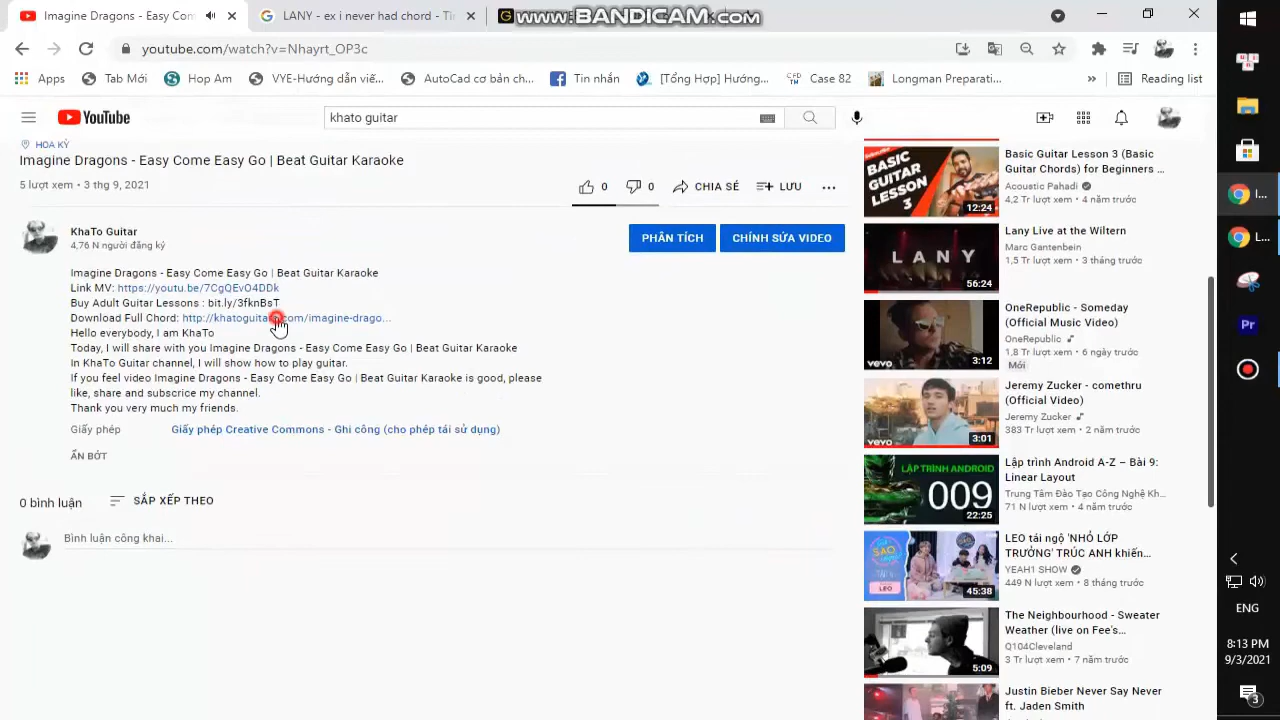 Imagine Dragons - Easy Com
LANY - ex i never had chord - T
www.BANDICAM.com
youtube.com/watch?v=Nhayrt_OP3c
Apps
Tab Mới
Hop Am
VYE-Hướng dẫn viế...
AutoCad cơ bản ch...
Tin nhắn
[Tổng Hợp] Hướng...
Case 82
Longman Preparati...
»
Reading list
YouTube
khato guitar
HOA KỲ
Imagine Dragons - Easy Come Easy Go | Beat Guitar Karaoke
5 lượt xem • 3 thg 9, 2021
0
0
CHIA SẺ
LƯU
KhaTo Guitar
4,76 N người đăng ký
PHÂN TÍCH
CHỈNH SỬA VIDEO
Imagine Dragons - Easy Come Easy Go | Beat Guitar Karaoke
Link MV: https://youtu.be/7CgQEvO4DDk
Buy Adult Guitar Lessons : bit.ly/3fknBsT
Download Full Chord: http://khatoguitar.com/imagine-drago...
Hello everybody, I am KhaTo
Today, I will share with you Imagine Dragons - Easy Come Easy Go | Beat Guitar Karaoke
In KhaTo Guitar channel, I will show how to play guitar.
If you feel video Imagine Dragons - Easy Come Easy Go | Beat Guitar Karaoke is good, please
like, share and subscrice my channel.
Thank you very much my friends.
Giấy phép
Giấy phép Creative Commons - Ghi công (cho phép tái sử dụng)
ẨN BỚT
0 bình luận
SẮP XẾP THEO
Bình luận công khai...
BASIC
GUITAR
LESSON
3
12:24
Basic Guitar Lesson 3 (Basic
Guitar Chords) for Beginners ...
Acoustic Pahadi
4,2 Tr lượt xem • 4 năm trước
LANY
56:24
Lany Live at the Wiltern
Marc Gantenbein
1,5 Tr lượt xem • 3 tháng trước
vevo
3:12
OneRepublic - Someday
(Official Music Video)
OneRepublic
1,8 Tr lượt xem • 6 ngày trước
Mới
vevo
3:01
Jeremy Zucker - comethru
(Official Video)
Jeremy Zucker
383 Tr lượt xem • 2 năm trước
LẬP TRÌNH ANDROID
009
22:25
Lập trình Android A-Z – Bài 9:
Linear Layout
Trung Tâm Đào Tạo Công Nghệ Kh...
71 N lượt xem • 4 năm trước
SAO
LEO
45:38
LEO tái ngộ 'NHỎ LỚP
TRƯỞNG' TRÚC ANH khiến...
YEAH1 SHOW
449 N lượt xem • 8 tháng trước
5:09
The Neighbourhood - Sweater
Weather (live on Fee's...
Q104Cleveland
3 Tr lượt xem • 7 năm trước
Justin Bieber Never Say Never
ft. Jaden Smith
I...
L...
Pr
ENG
8:13 PM
9/3/2021
3